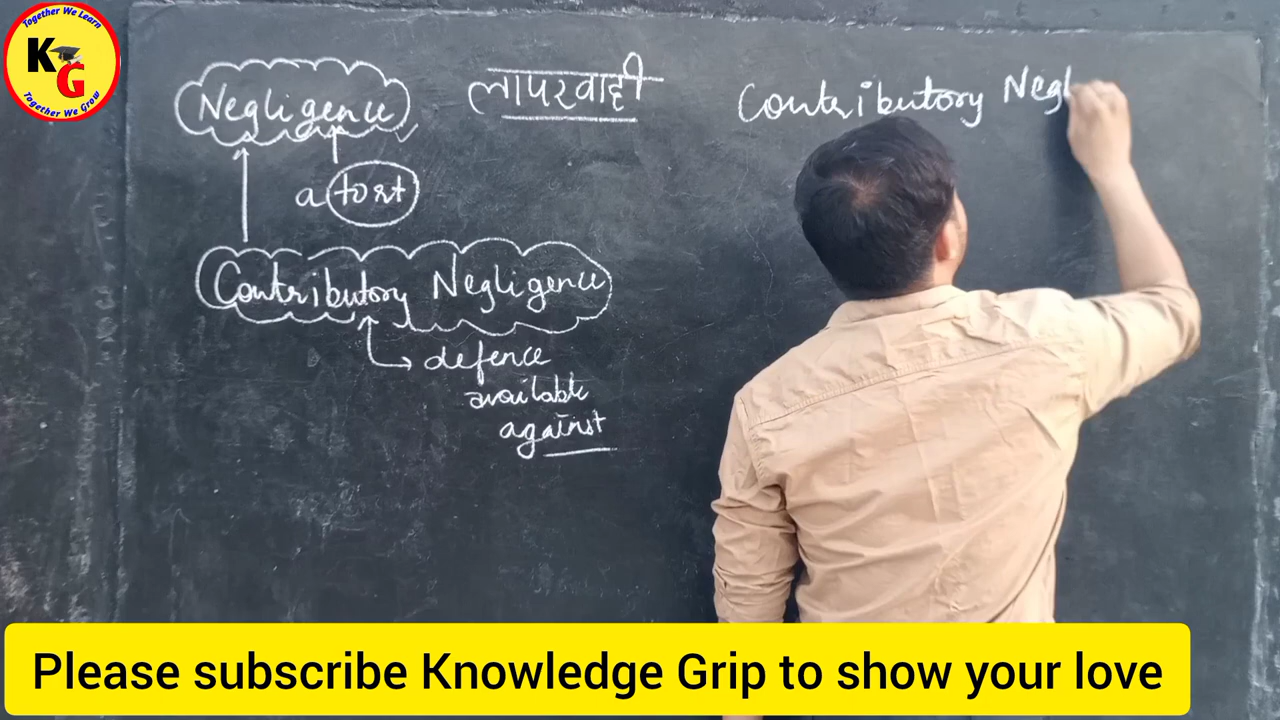 Together We Learn
KG
Together We Grow
Negligence
लापरवाही
Contributory Negl
a tort
Contributory Negligence
defence
available
against
Please subscribe Knowledge Grip to show your love